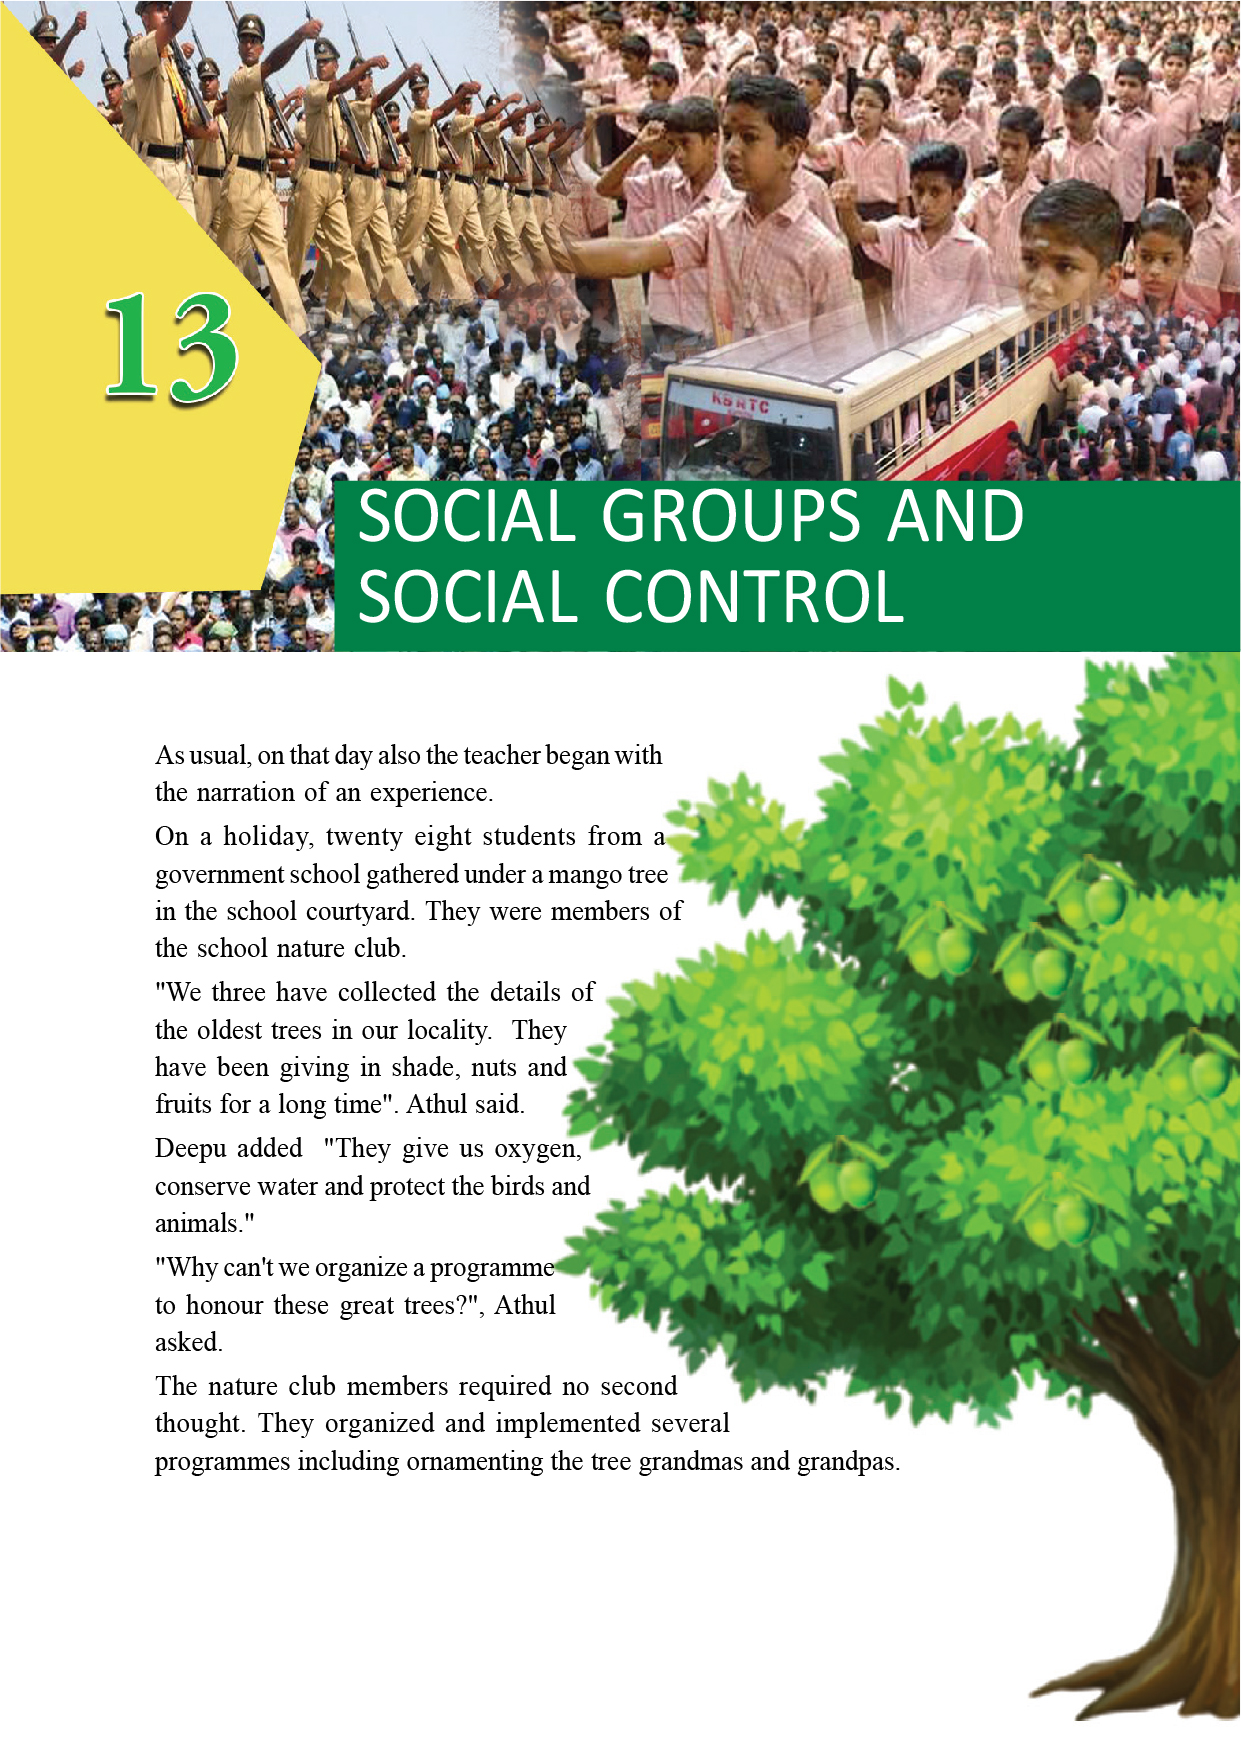 13
KSRTC
SOCIAL GROUPS AND
SOCIAL CONTROL
As usual, on that day also the teacher began with
the narration of an experience.
On a holiday, twenty eight students from a
government school gathered under a mango tree
in the school courtyard. They were members of
the school nature club.
"We three have collected the details of
the oldest trees in our locality. They
have been giving in shade, nuts and
fruits for a long time". Athul said.
Deepu added "They give us oxygen,
conserve water and protect the birds and
animals."
"Why can't we organize a programme
to honour these great trees?", Athul
asked.
The nature club members required no second
thought. They organized and implemented several
programmes including ornamenting the tree grandmas and grandpas.